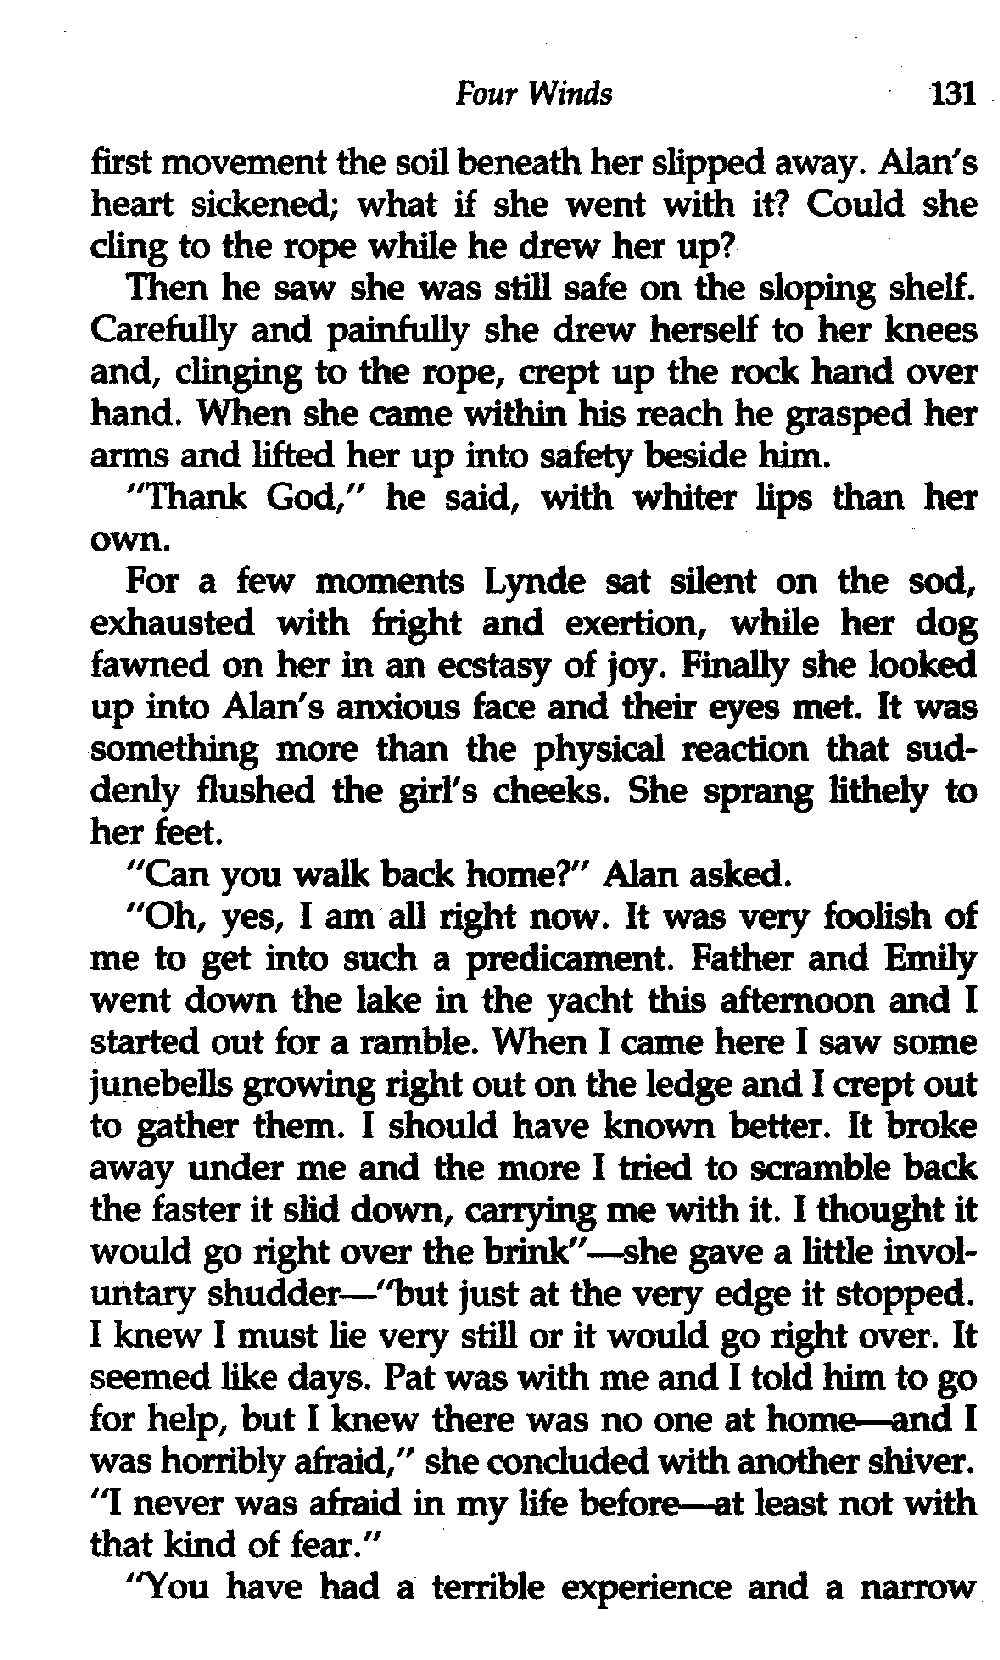 Four Winds 131
first movement the soil beneath her slipped away. Alan's
heart sickened; what if she went with it? Could she
cling to the rope while he drew her up?
Then he saw she was still safe on the sloping shelf.
Carefully and painfully she drew herself to her knees
and, clinging to the rope, crept up the rock hand over
hand. When she came within his reach he grasped her
arms and lifted her up into safety beside him.
"Thank God," he said, with whiter lips than her
own.
For a few moments Lynde sat silent on the sod,
exhausted with fright and exertion, while her dog
fawned on her in an ecstasy of joy. Finally she looked
up into Alan's anxious face and their eyes met. It was
something more than the physical reaction that sud-
denly flushed the girl's cheeks. She sprang lithely to
her feet.
"Can you walk back home?" Alan asked.
"Oh, yes, I am all right now. It was very foolish of
me to get into such a predicament. Father and Emily
went down the lake in the yacht this afternoon and I
started out for a ramble. When I came here I saw some
junebells growing right out on the ledge and I crept out
to gather them. I should have known better. It broke
away under me and the more I tried to scramble back
the faster it slid down, carrying me with it. I thought it
would go right over the brink"—she gave a little invol-
untary shudder—"but just at the very edge it stopped.
I knew I must lie very still or it would go right over. It
seemed like days. Pat was with me and I told him to go
for help, but I knew there was no one at home—and I
was horribly afraid," she concluded with another shiver.
"I never was afraid in my life before—at least not with
that kind of fear."
"You have had a terrible experience and a narrow